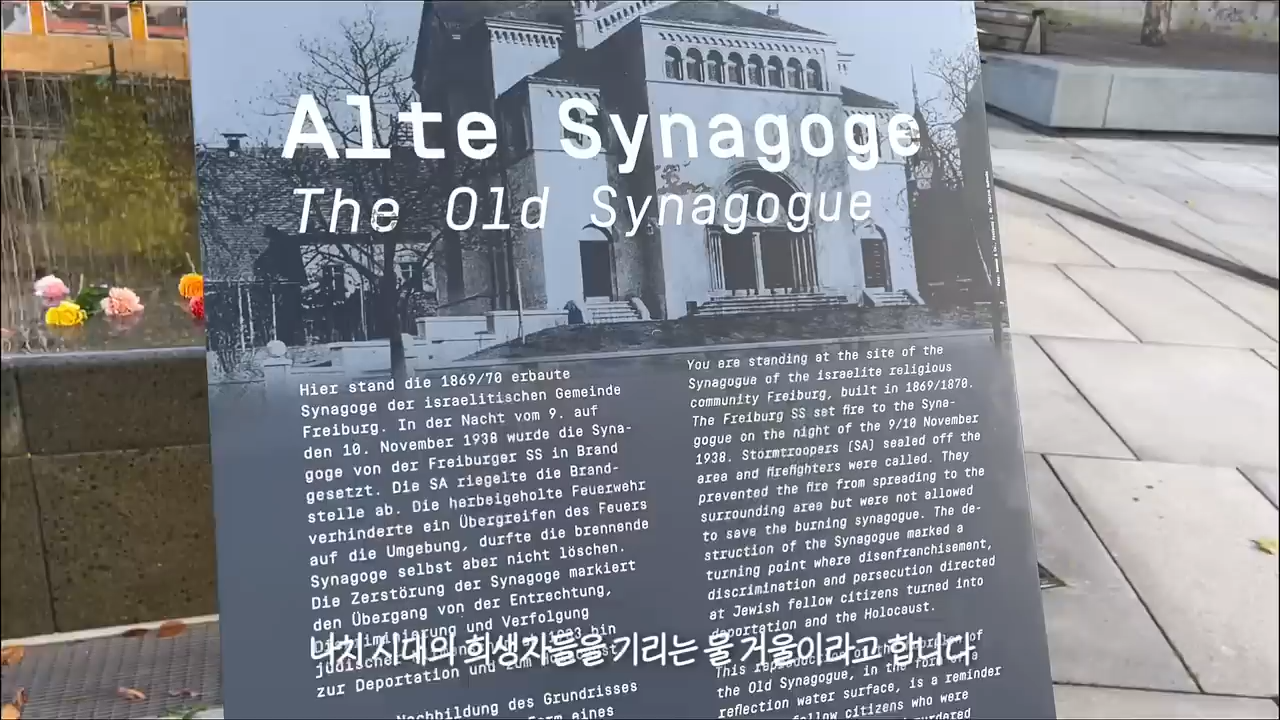 Alte Synagoge
The Old Synagogue
Hier stand die 1869/70 erbaute
Synagoge der israelitischen Gemeinde
Freiburg. In der Nacht vom 9. auf
den 10. November 1938 wurde die Syna-
goge von der Freiburger SS in Brand
gesetzt. Die SA riegelte die Brand-
stelle ab. Die herbeigeholte Feuerwehr
verhinderte ein Übergreifen des Feuers
auf die Umgebung, durfte die brennende
Synagoge selbst aber nicht löschen.
Die Zerstörung der Synagoge markiert
den Übergang von der Entrechtung,
und Verfolgung
zur Deportation und zum
Nachbildung des Grundrisses
Form eines
You are standing at the site of the
Synagogue of the israelite religious
community Freiburg, built in 1869/1870.
The Freiburg SS set fire to the Syna-
gogue on the night of the 9/10 November
1938. Stormtroopers [SA] sealed off the
area and firefighters were called. They
prevented the fire from spreading to the
surrounding area but were not allowed
to save the burning synagogue. The de-
struction of the Synagogue marked a
turning point where disenfranchisement,
discrimination and persecution directed
at Jewish fellow citizens turned into
deportation and the Holocaust.
This of
the Old Synagogue, in the form of a
reflection water surface, is a reminder
fellow citizens who were
murdered
나치 시대의 희생자들을 기리는 물 거울이라고 합니다